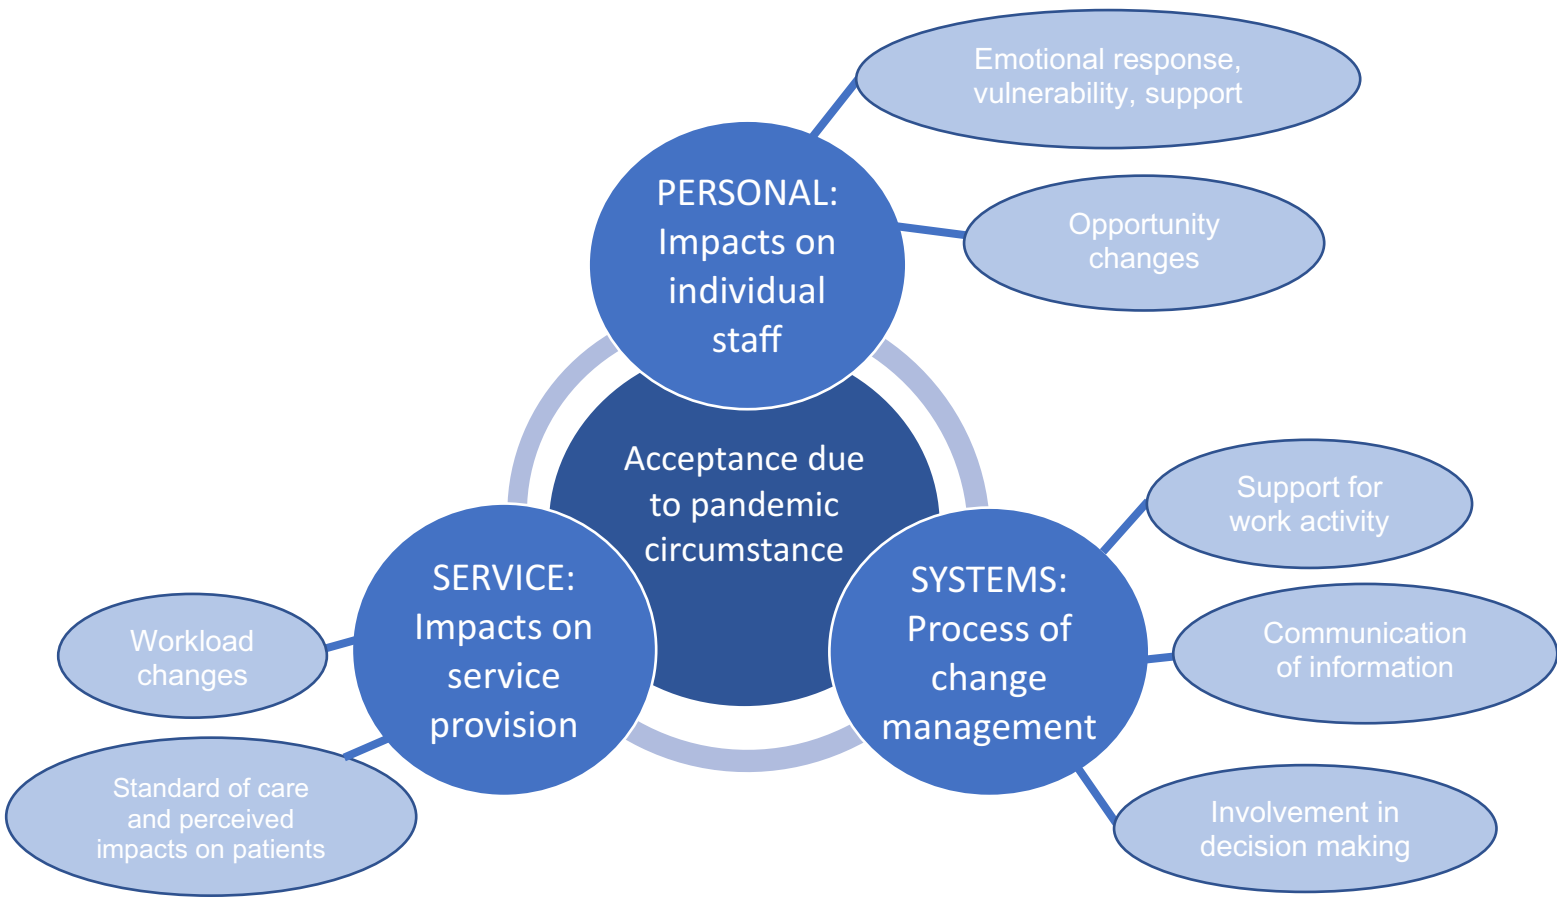 Emotional response,
vulnerability, support
PERSONAL:
Impacts on
individual
staff
Opportunity
changes
Acceptance due
to pandemic
circumstance
Support for
work activity
SERVICE:
Impacts on
service
provision
SYSTEMS:
Process of
change
management
Workload
changes
Communication
of information
Standard of care
and perceived
impacts on patients
Involvement in
decision making